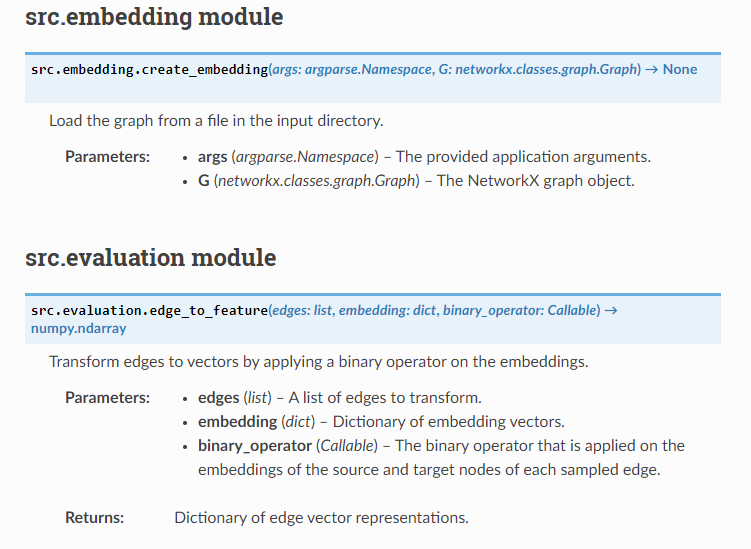 src.embedding module
src.embedding.create_embedding(args: argparse.Namespace, G: networkx.classes.graph.Graph) → None
Load the graph from a file in the input directory.
Parameters:
• args (argparse.Namespace) – The provided application arguments.
• G (networkx.classes.graph.Graph) – The NetworkX graph object.
src.evaluation module
src.evaluation.edge_to_feature(edges: list, embedding: dict, binary_operator: Callable) →
numpy.ndarray
Transform edges to vectors by applying a binary operator on the embeddings.
Parameters:
• edges (list) – A list of edges to transform.
• embedding (dict) – Dictionary of embedding vectors.
• binary_operator (Callable) – The binary operator that is applied on the
embeddings of the source and target nodes of each sampled edge.
Returns: Dictionary of edge vector representations.